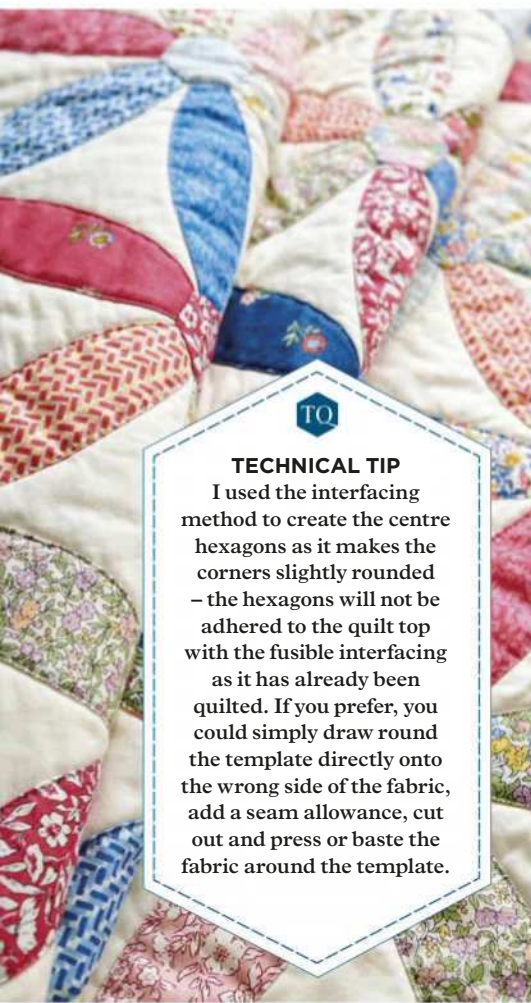 TQ
TECHNICAL TIP
I used the interfacing
method to create the centre
hexagons as it makes the
corners slightly rounded
– the hexagons will not be
adhered to the quilt top
with the fusible interfacing
as it has already been
quilted. If you prefer, you
could simply draw round
the template directly onto
the wrong side of the fabric,
add a seam allowance, cut
out and press or baste the
fabric around the template.